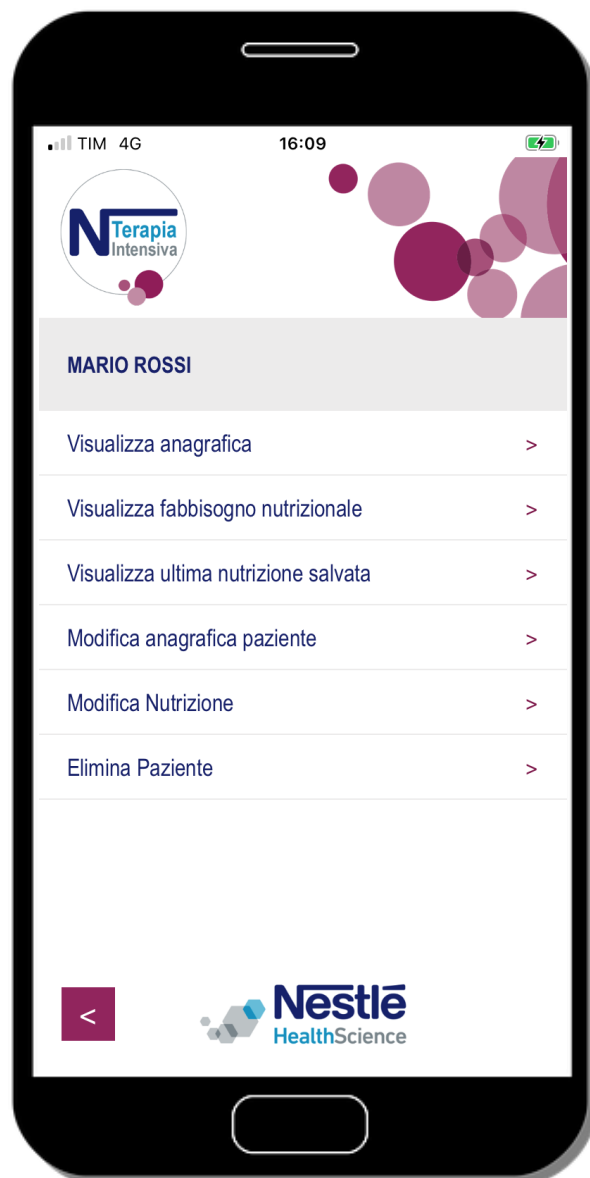 TIM 4G 16:09
N Terapia
Intensiva
MARIO ROSSI
Visualizza anagrafica >
Visualizza fabbisogno nutrizionale >
Visualizza ultima nutrizione salvata >
Modifica anagrafica paziente >
Modifica Nutrizione >
Elimina Paziente >
<
Nestlé
HealthScience